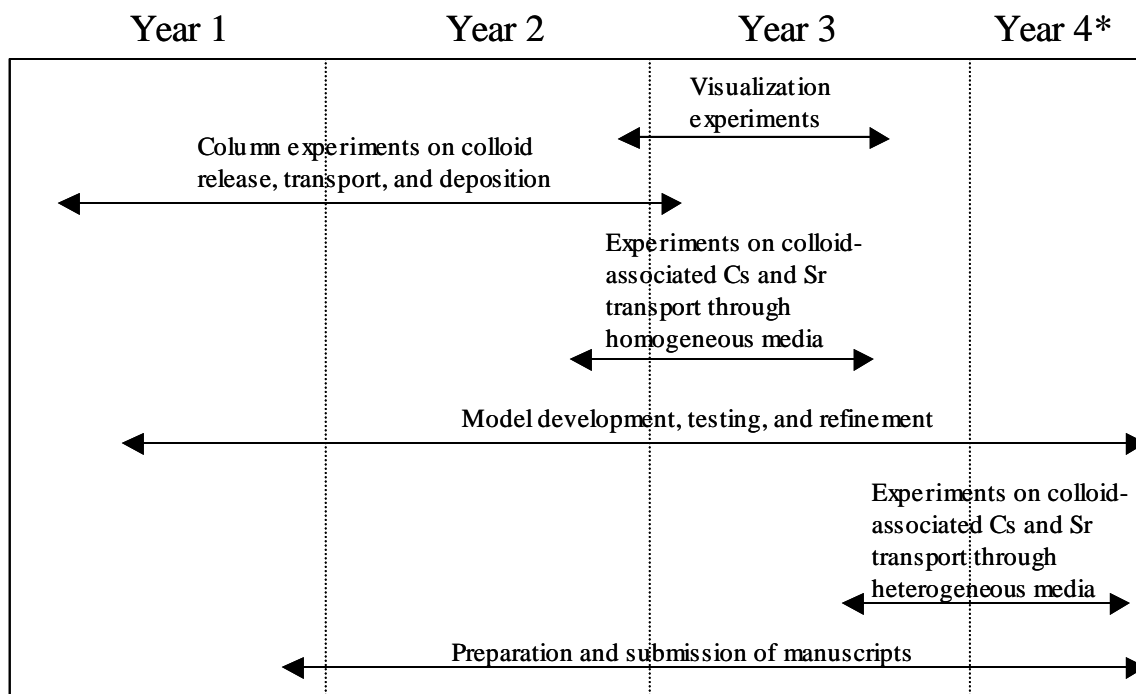 Year 1 Year 2 Year 3 Year 4*
Visualization
experiments
Column experiments on colloid
release, transport, and deposition
Experiments on colloid-
associated Cs and Sr
transport through
homogeneous media
Model development, testing, and refinement
Experiments on colloid-
associated Cs and Sr
transport through
heterogeneous media
Preparation and submission of manuscripts